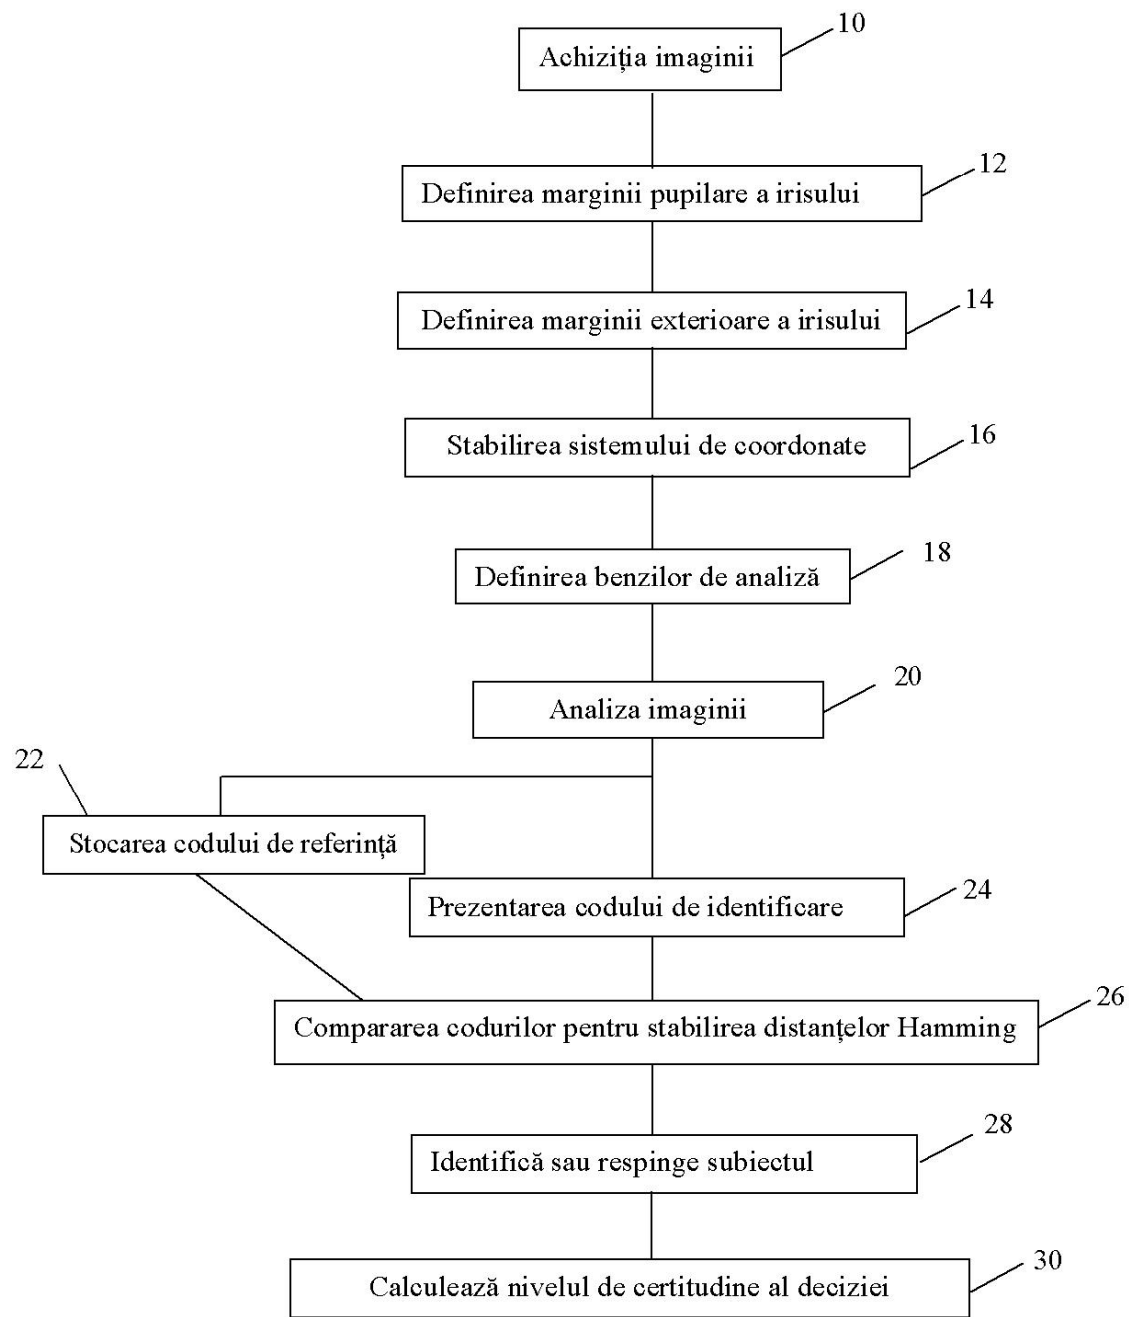 10
Achiziția imaginii
12
Definirea marginii pupilare a irisului
14
Definirea marginii exterioare a irisului
16
Stabilirea sistemului de coordonate
18
Definirea benzilor de analiză
20
Analiza imaginii
22
Stocarea codului de referință
24
Prezentarea codului de identificare
26
Compararea codurilor pentru stabilirea distanțelor Hamming
28
Identifică sau respinge subiectul
30
Calculează nivelul de certitudine al deciziei